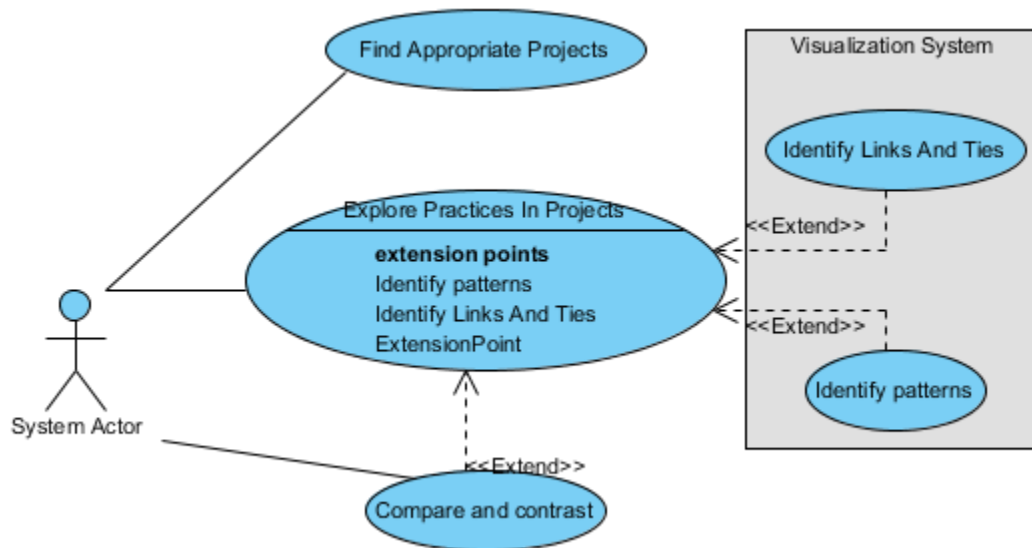 Find Appropriate Projects
Visualization System
Identify Links And Ties
Explore Practices In Projects
extension points
Identify patterns
Identify Links And Ties
ExtensionPoint
<<Extend>>
<<Extend>>
Identify patterns
System Actor
<<Extend>>
Compare and contrast